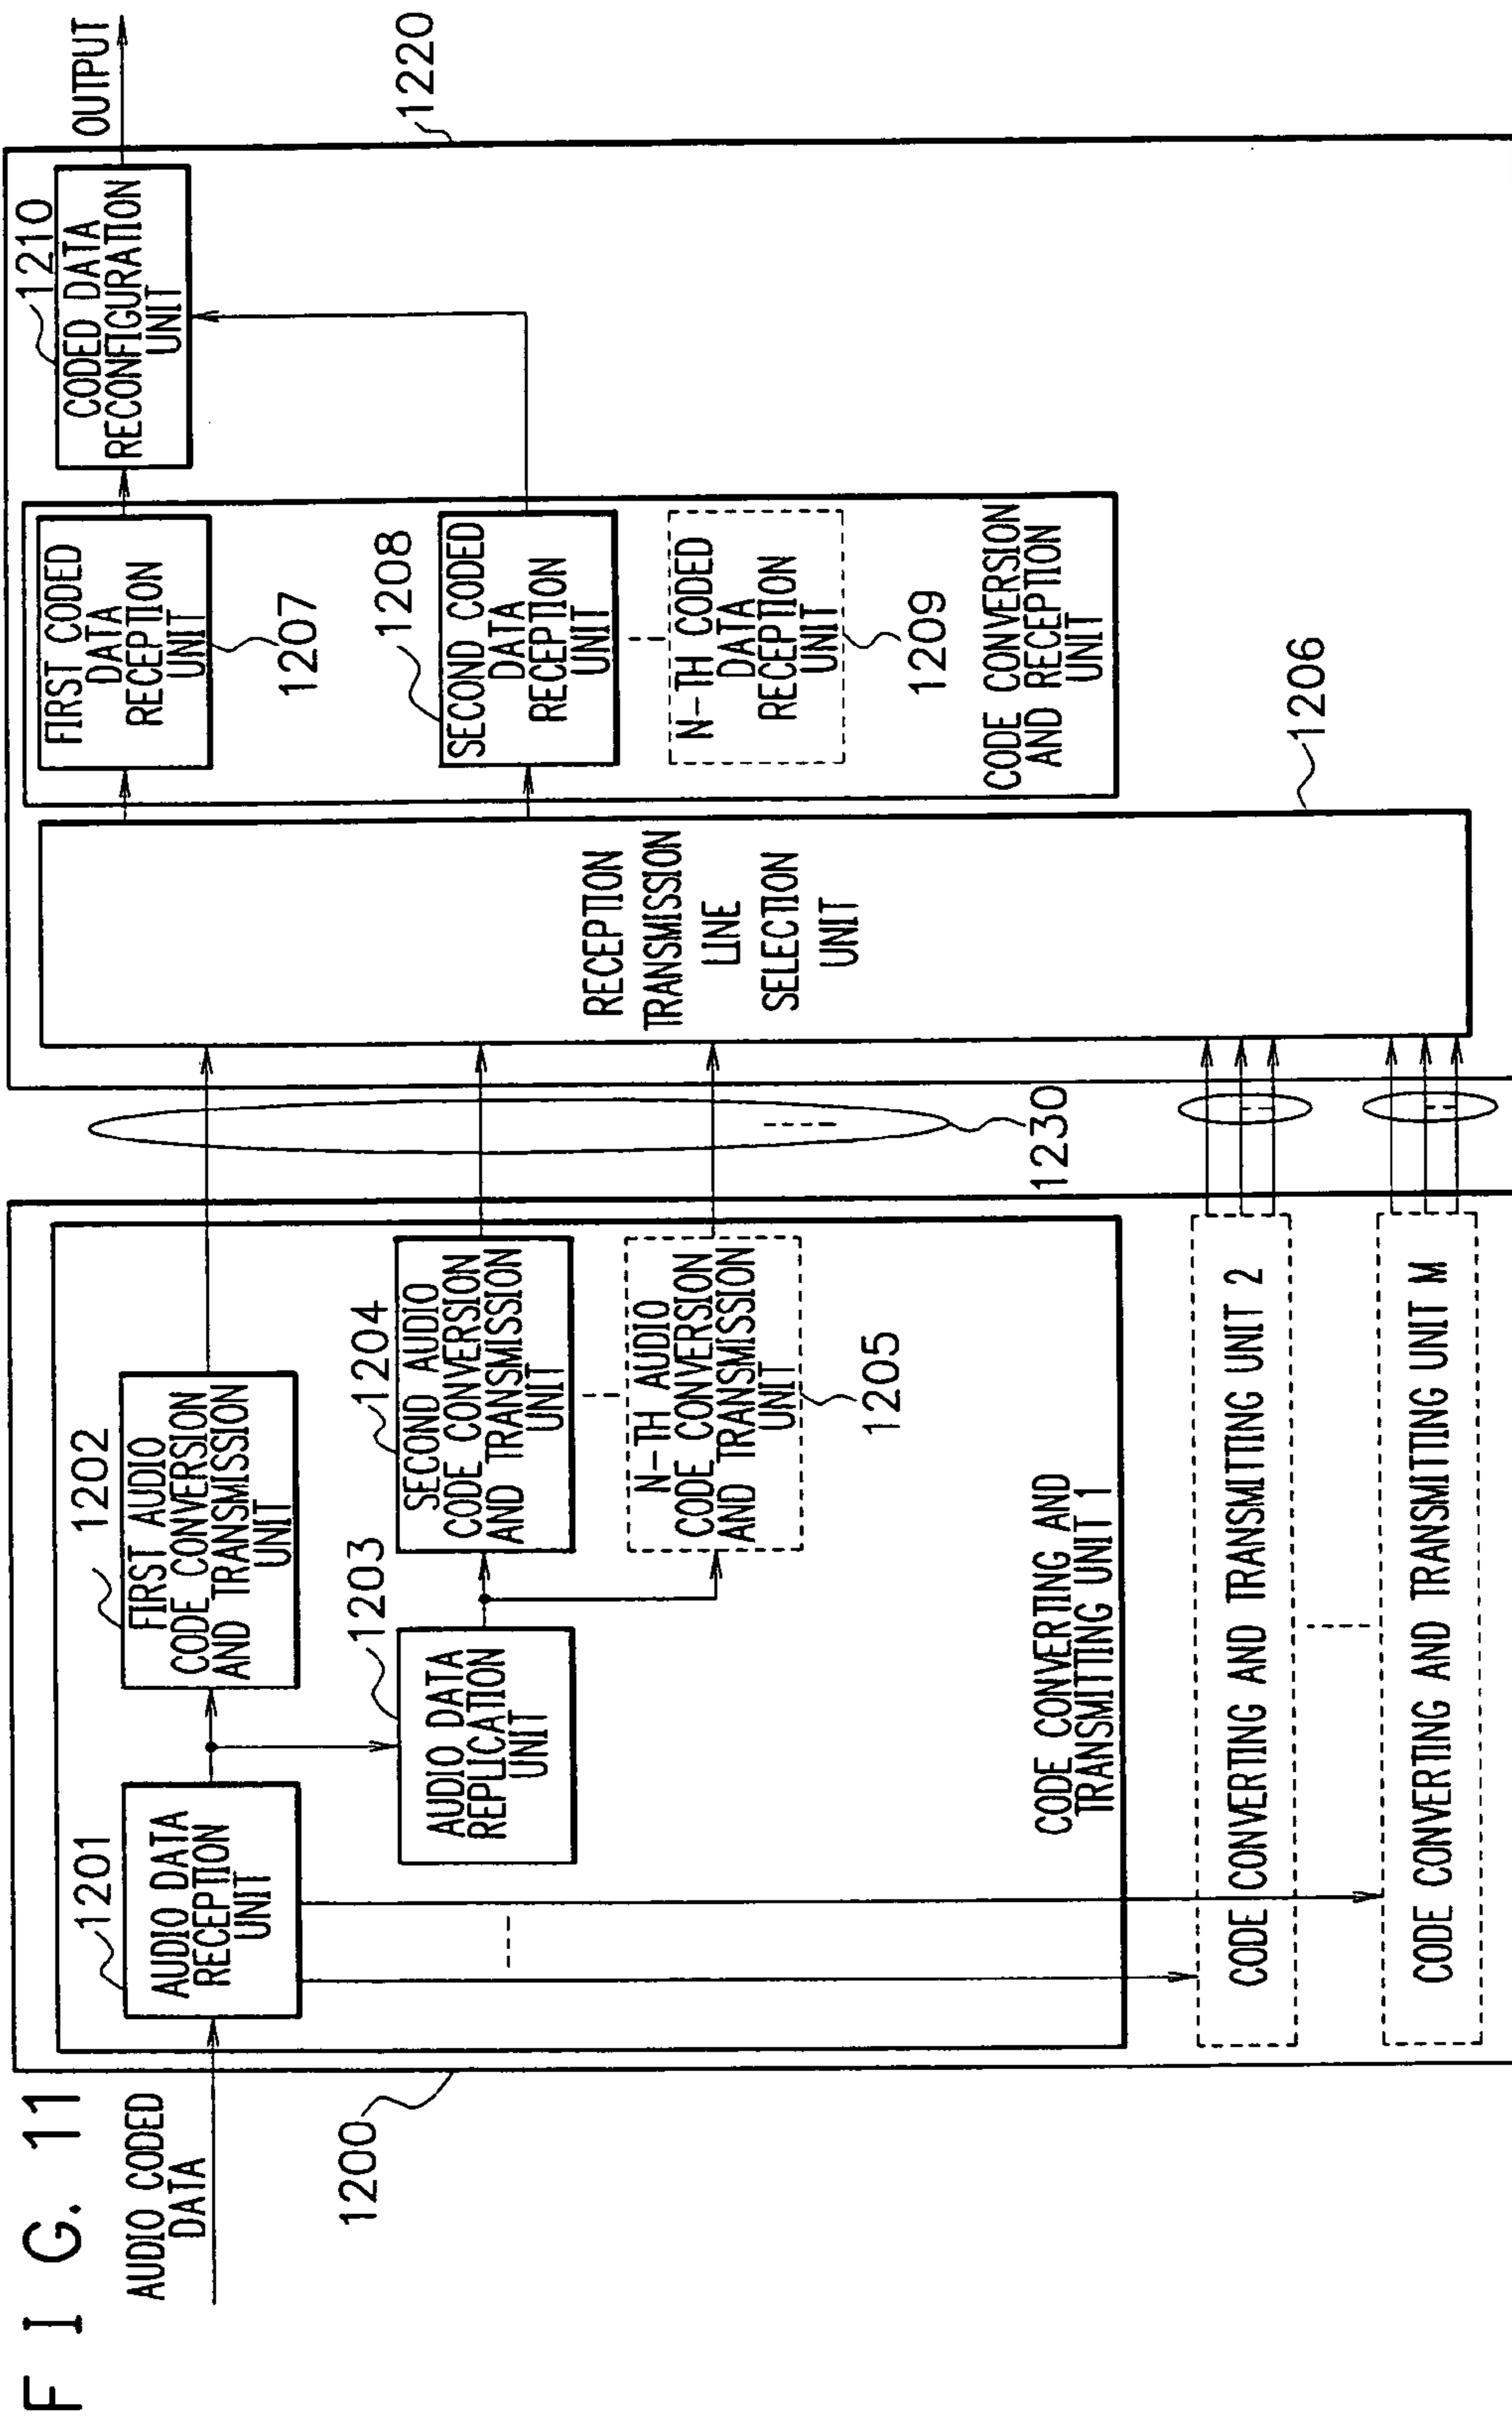 F I G. 11
AUDIO CODED
DATA
1200
1201
AUDIO DATA
RECEPTION
UNIT
1202
FIRST AUDIO
CODE CONVERSION
AND TRANSMISSION
UNIT
1203
AUDIO DATA
REPLICATION
UNIT
1204
SECOND AUDIO
CODE CONVERSION
AND TRANSMISSION
UNIT
N-TH AUDIO
CODE CONVERSION
AND TRANSMISSION
UNIT
1205
CODE CONVERTING AND
TRANSMITTING UNIT 1
CODE CONVERTING AND TRANSMITTING UNIT 2
CODE CONVERTING AND TRANSMITTING UNIT M
1230
RECEPTION
TRANSMISSION
LINE
SELECTION
UNIT
1206
FIRST CODED
DATA
RECEPTION
UNIT
1207
1208
SECOND CODED
DATA
RECEPTION
UNIT
N-TH CODED
DATA
RECEPTION
UNIT
1209
CODE CONVERSION
AND RECEPTION
UNIT
1210
CODED DATA
RECONFIGURATION
UNIT
OUTPUT
1220